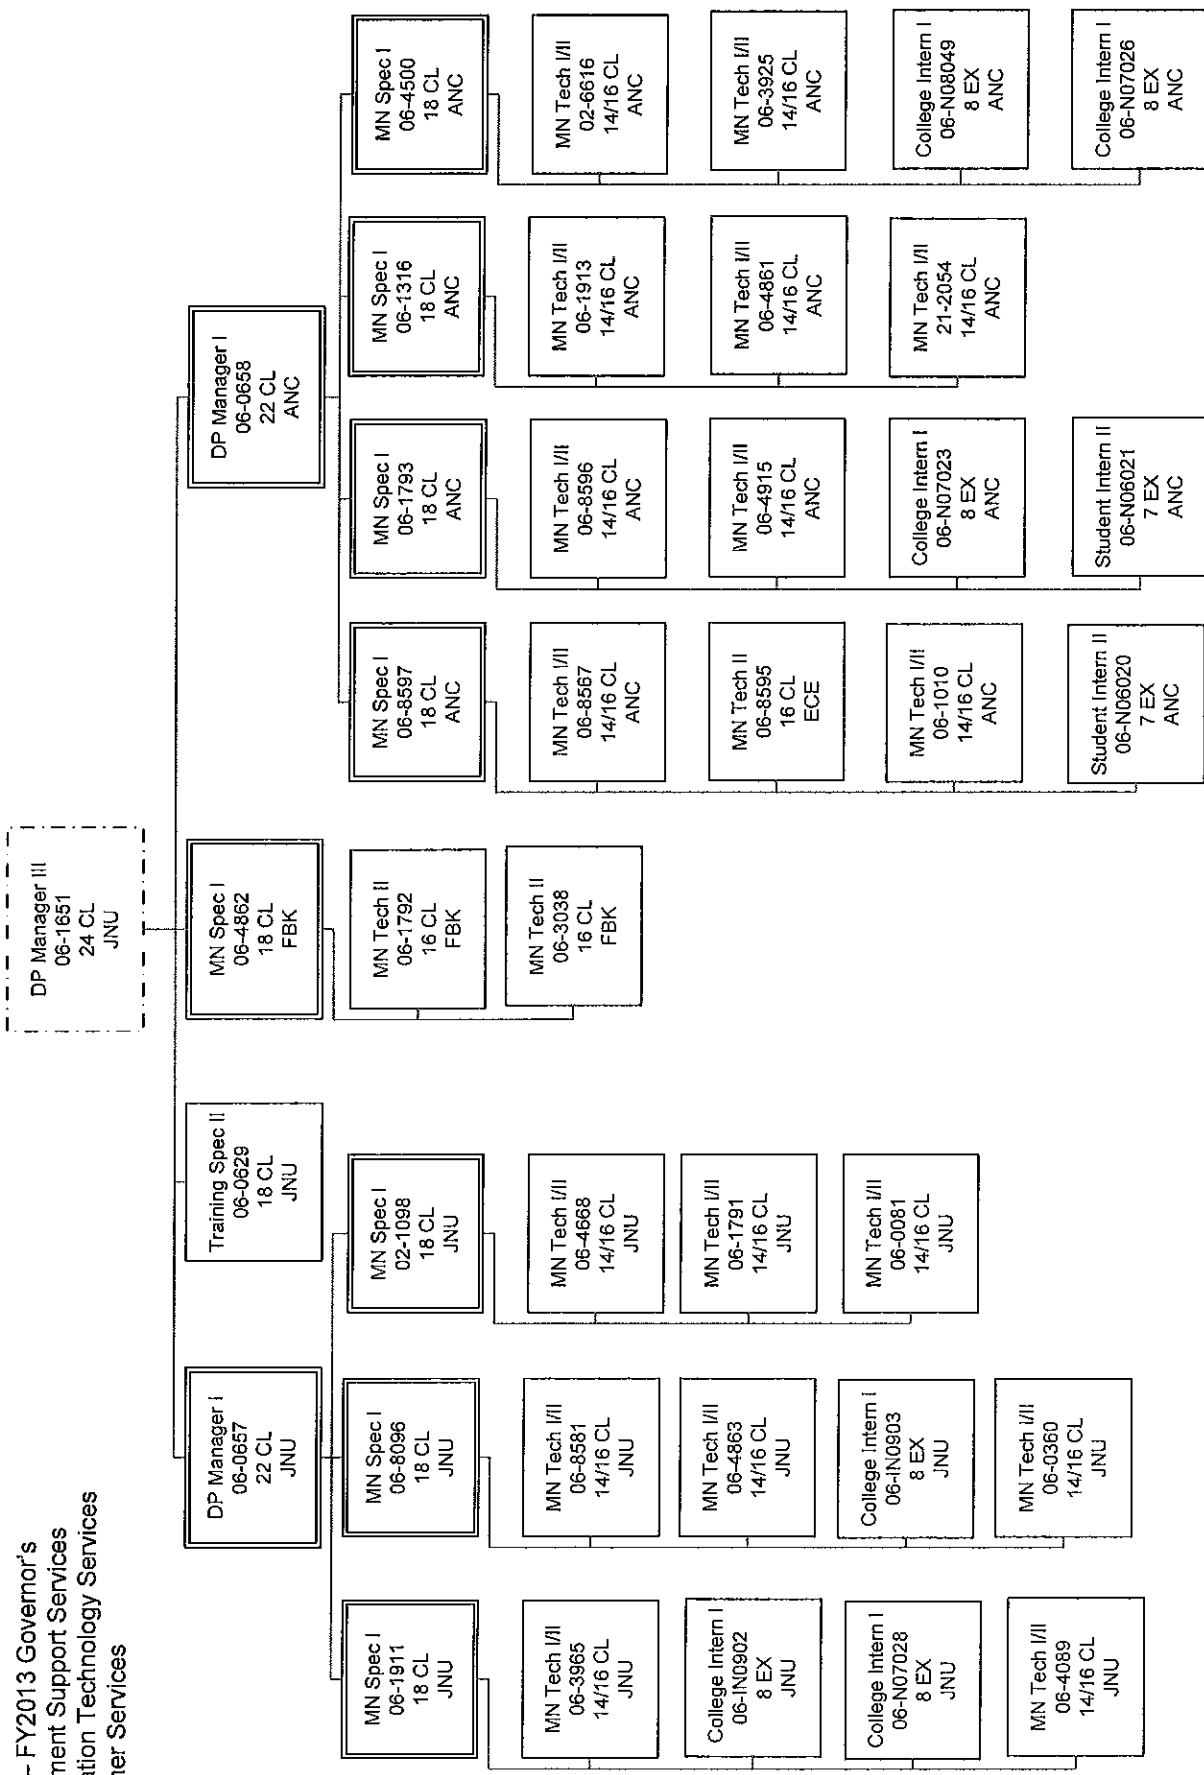 - FY2013 Governor's
ment Support Services
ation Technology Services
ner Services
DP Manager III
06-1651
24 CL
JNU
DP Manager I
06-0657
22 CL
JNU
Training Spec II
06-0629
18 CL
JNU
MN Spec I
06-4862
18 CL
FBK
DP Manager I
06-0658
22 CL
ANC
MN Spec I
06-1911
18 CL
JNU
MN Tech I/II
06-3965
14/16 CL
JNU
College Intern I
06-IN0902
8 EX
JNU
College Intern I
06-N07028
8 EX
JNU
MN Tech I/II
06-4089
14/16 CL
JNU
MN Spec I
06-8096
18 CL
JNU
MN Tech I/II
06-8581
14/16 CL
JNU
MN Tech I/II
06-4863
14/16 CL
JNU
College Intern I
06-IN0903
8 EX
JNU
MN Tech I/II
06-0360
14/16 CL
JNU
MN Spec I
02-1098
18 CL
JNU
MN Tech I/II
06-4668
14/16 CL
JNU
MN Tech I/II
06-1791
14/16 CL
JNU
MN Tech I/II
06-0081
14/16 CL
JNU
MN Tech II
06-1792
16 CL
FBK
MN Tech II
06-3038
16 CL
FBK
MN Spec I
06-8597
18 CL
ANC
MN Tech I/II
06-8567
14/16 CL
ANC
MN Tech II
06-8595
16 CL
ECE
MN Tech I/II
06-1010
14/16 CL
ANC
Student Intern II
06-N06020
7 EX
ANC
MN Spec I
06-1793
18 CL
ANC
MN Tech I/II
06-8596
14/16 CL
ANC
MN Tech I/II
06-4915
14/16 CL
ANC
College Intern I
06-N07023
8 EX
ANC
Student Intern II
06-N06021
7 EX
ANC
MN Spec I
06-1316
18 CL
ANC
MN Tech I/II
06-1913
14/16 CL
ANC
MN Tech I/II
06-4861
14/16 CL
ANC
MN Tech I/II
21-2054
14/16 CL
ANC
MN Spec I
06-4500
18 CL
ANC
MN Tech I/II
02-6616
14/16 CL
ANC
MN Tech I/II
06-3925
14/16 CL
ANC
College Intern I
06-N08049
8 EX
ANC
College Intern I
06-N07026
8 EX
ANC